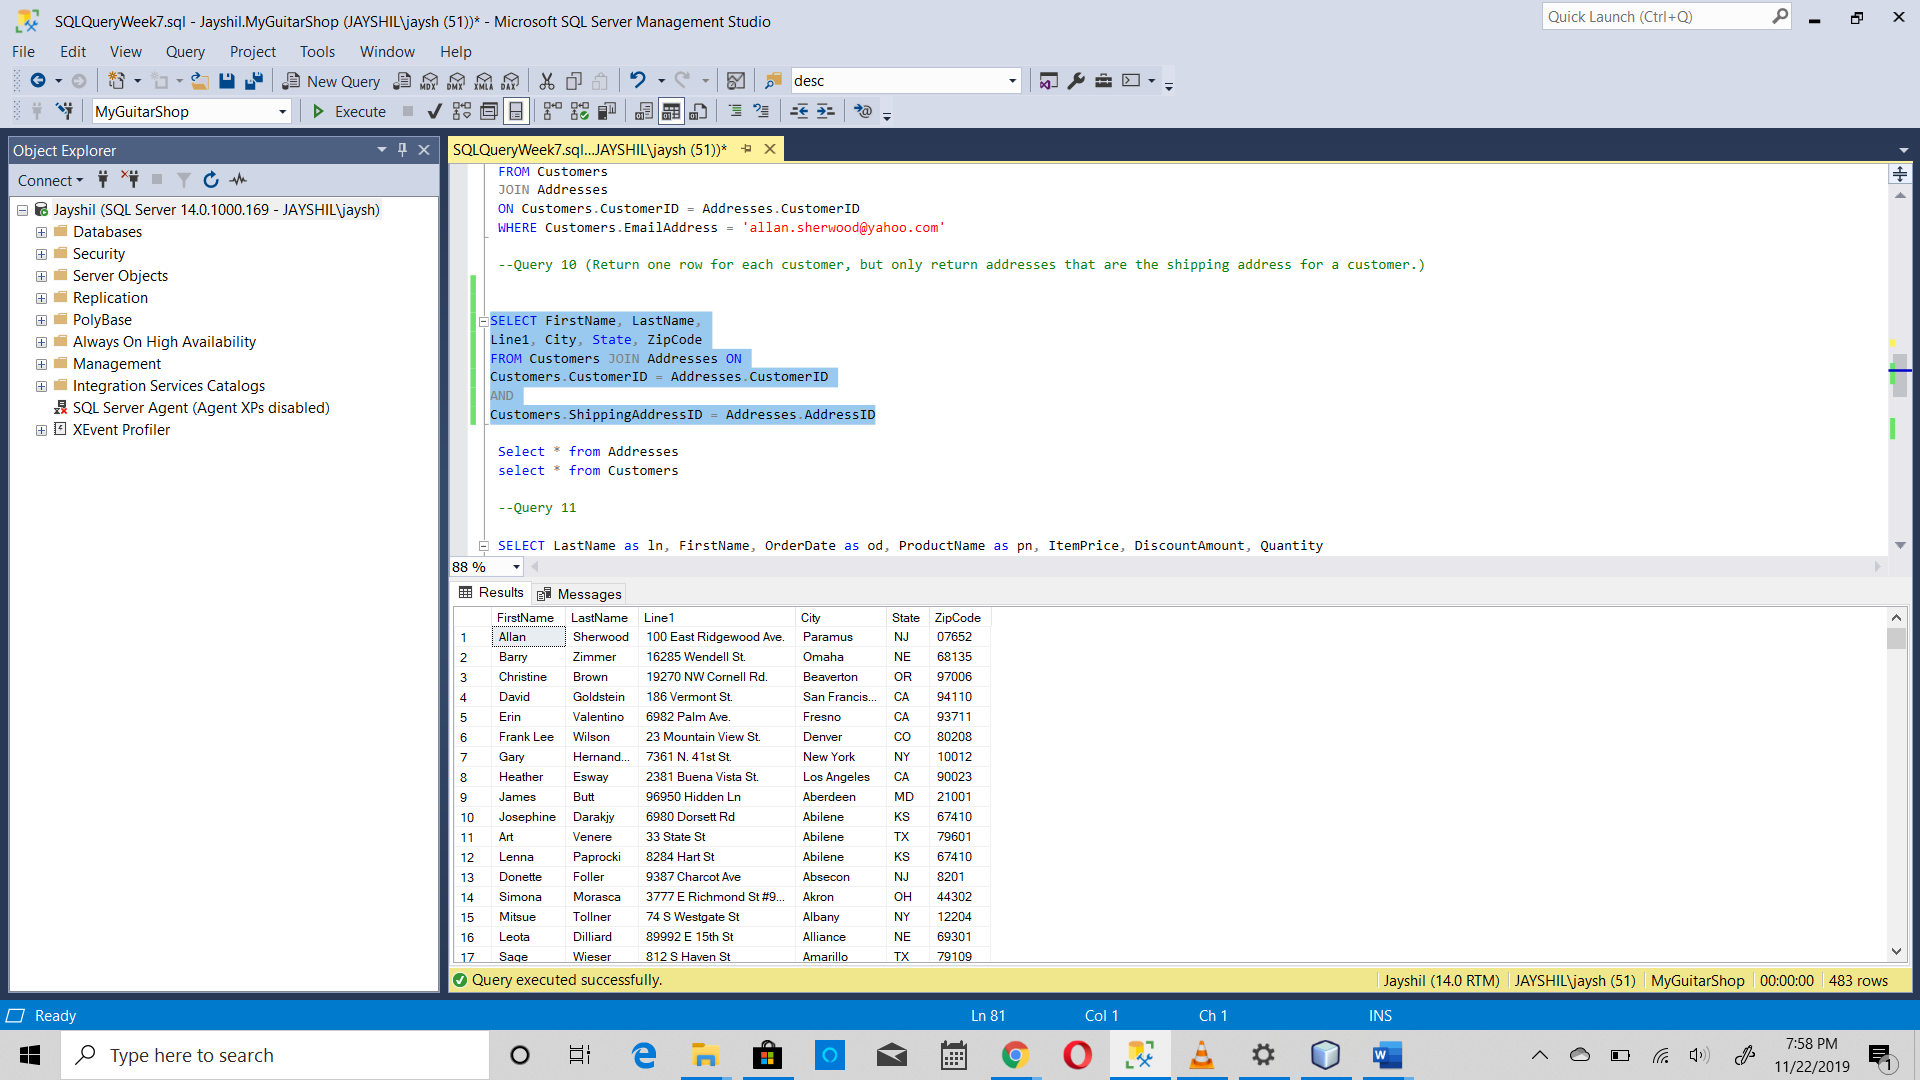 SQLQueryWeek7.sql - Jayshil.MyGuitarShop (JAYSHIL\jaysh (51))* - Microsoft SQL Server Management Studio
Quick Launch (Ctrl+Q)
File Edit View Query Project Tools Window Help
New Query MDX DMX XMLA DAX desc
MyGuitarShop Execute
Object Explorer
Connect
Jayshil (SQL Server 14.0.1000.169 - JAYSHIL\jaysh)
Databases
Security
Server Objects
Replication
PolyBase
Always On High Availability
Management
Integration Services Catalogs
SQL Server Agent (Agent XPs disabled)
XEvent Profiler
SQLQueryWeek7.sql...JAYSHIL\jaysh (51))*
FROM Customers
JOIN Addresses
ON Customers.CustomerID = Addresses.CustomerID
WHERE Customers.EmailAddress = 'allan.sherwood@yahoo.com'
--Query 10 (Return one row for each customer, but only return addresses that are the shipping address for a customer.)
SELECT FirstName, LastName,
Line1, City, State, ZipCode
FROM Customers JOIN Addresses ON
Customers.CustomerID = Addresses.CustomerID
AND
Customers.ShippingAddressID = Addresses.AddressID
Select * from Addresses
select * from Customers
--Query 11
SELECT LastName as ln, FirstName, OrderDate as od, ProductName as pn, ItemPrice, DiscountAmount, Quantity
88 %
Results Messages
FirstName LastName Line1 City State ZipCode
1 Allan Sherwood 100 East Ridgewood Ave. Paramus NJ 07652
2 Barry Zimmer 16285 Wendell St. Omaha NE 68135
3 Christine Brown 19270 NW Cornell Rd. Beaverton OR 97006
4 David Goldstein 186 Vermont St. San Francis... CA 94110
5 Erin Valentino 6982 Palm Ave. Fresno CA 93711
6 Frank Lee Wilson 23 Mountain View St. Denver CO 80208
7 Gary Hernand... 7361 N. 41st St. New York NY 10012
8 Heather Esway 2381 Buena Vista St. Los Angeles CA 90023
9 James Butt 96950 Hidden Ln Aberdeen MD 21001
10 Josephine Darakjy 6980 Dorsett Rd Abilene KS 67410
11 Art Venere 33 State St Abilene TX 79601
12 Lenna Paprocki 8284 Hart St Abilene KS 67410
13 Donette Foller 9387 Charcot Ave Absecon NJ 8201
14 Simona Morasca 3777 E Richmond St #9... Akron OH 44302
15 Mitsue Tollner 74 S Westgate St Albany NY 12204
16 Leota Dilliard 89992 E 15th St Alliance NE 69301
17 Sage Wieser 812 S Haven St Amarillo TX 79109
Query executed successfully. Jayshil (14.0 RTM) JAYSHIL\jaysh (51) MyGuitarShop 00:00:00 483 rows
Ready Ln 81 Col 1 Ch 1 INS
Type here to search
7:58 PM
11/22/2019
1